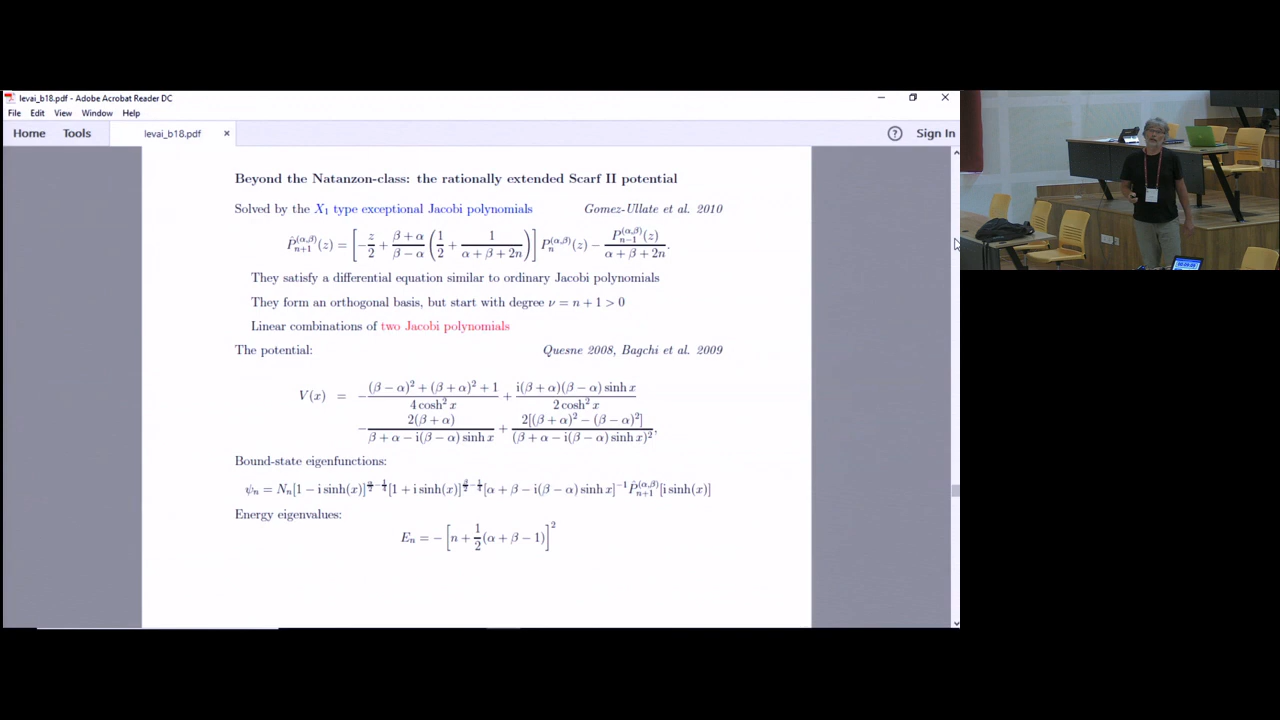 levai_b18.pdf - Adobe Acrobat Reader DC
File Edit View Window Help
Home Tools levai_b18.pdf × ? Sign In
Beyond the Natanzon-class: the rationally extended Scarf II potential
Solved by the X₁ type exceptional Jacobi polynomials Gomez-Ullate et al. 2010
P̂_{n+1}^{(α,β)}(z) = [−z/2 + (β+α)/(β−α) (1/2 + 1/(α+β+2n))] P_n^{(α,β)}(z) − P_{n−1}^{(α,β)}(z)/(α+β+2n).
They satisfy a differential equation similar to ordinary Jacobi polynomials
They form an orthogonal basis, but start with degree ν = n + 1 > 0
Linear combinations of two Jacobi polynomials
The potential: Quesne 2008, Bagchi et al. 2009
V(x) = −((β − α)² + (β + α)² + 1)/(4 cosh² x) + (i(β + α)(β − α) sinh x)/(2 cosh² x)
−2(β + α)/(β + α − i(β − α) sinh x) + 2[(β + α)² − (β − α)²]/(β + α − i(β − α) sinh x)²,
Bound-state eigenfunctions:
ψ_n = N_n[1 − i sinh(x)]^{α/2−1/4}[1 + i sinh(x)]^{β/2−1/4}[α + β − i(β − α) sinh x]^{−1} P̂_{n+1}^{(α,β)}[i sinh(x)]
Energy eigenvalues:
E_n = −[n + 1/2(α + β − 1)]²